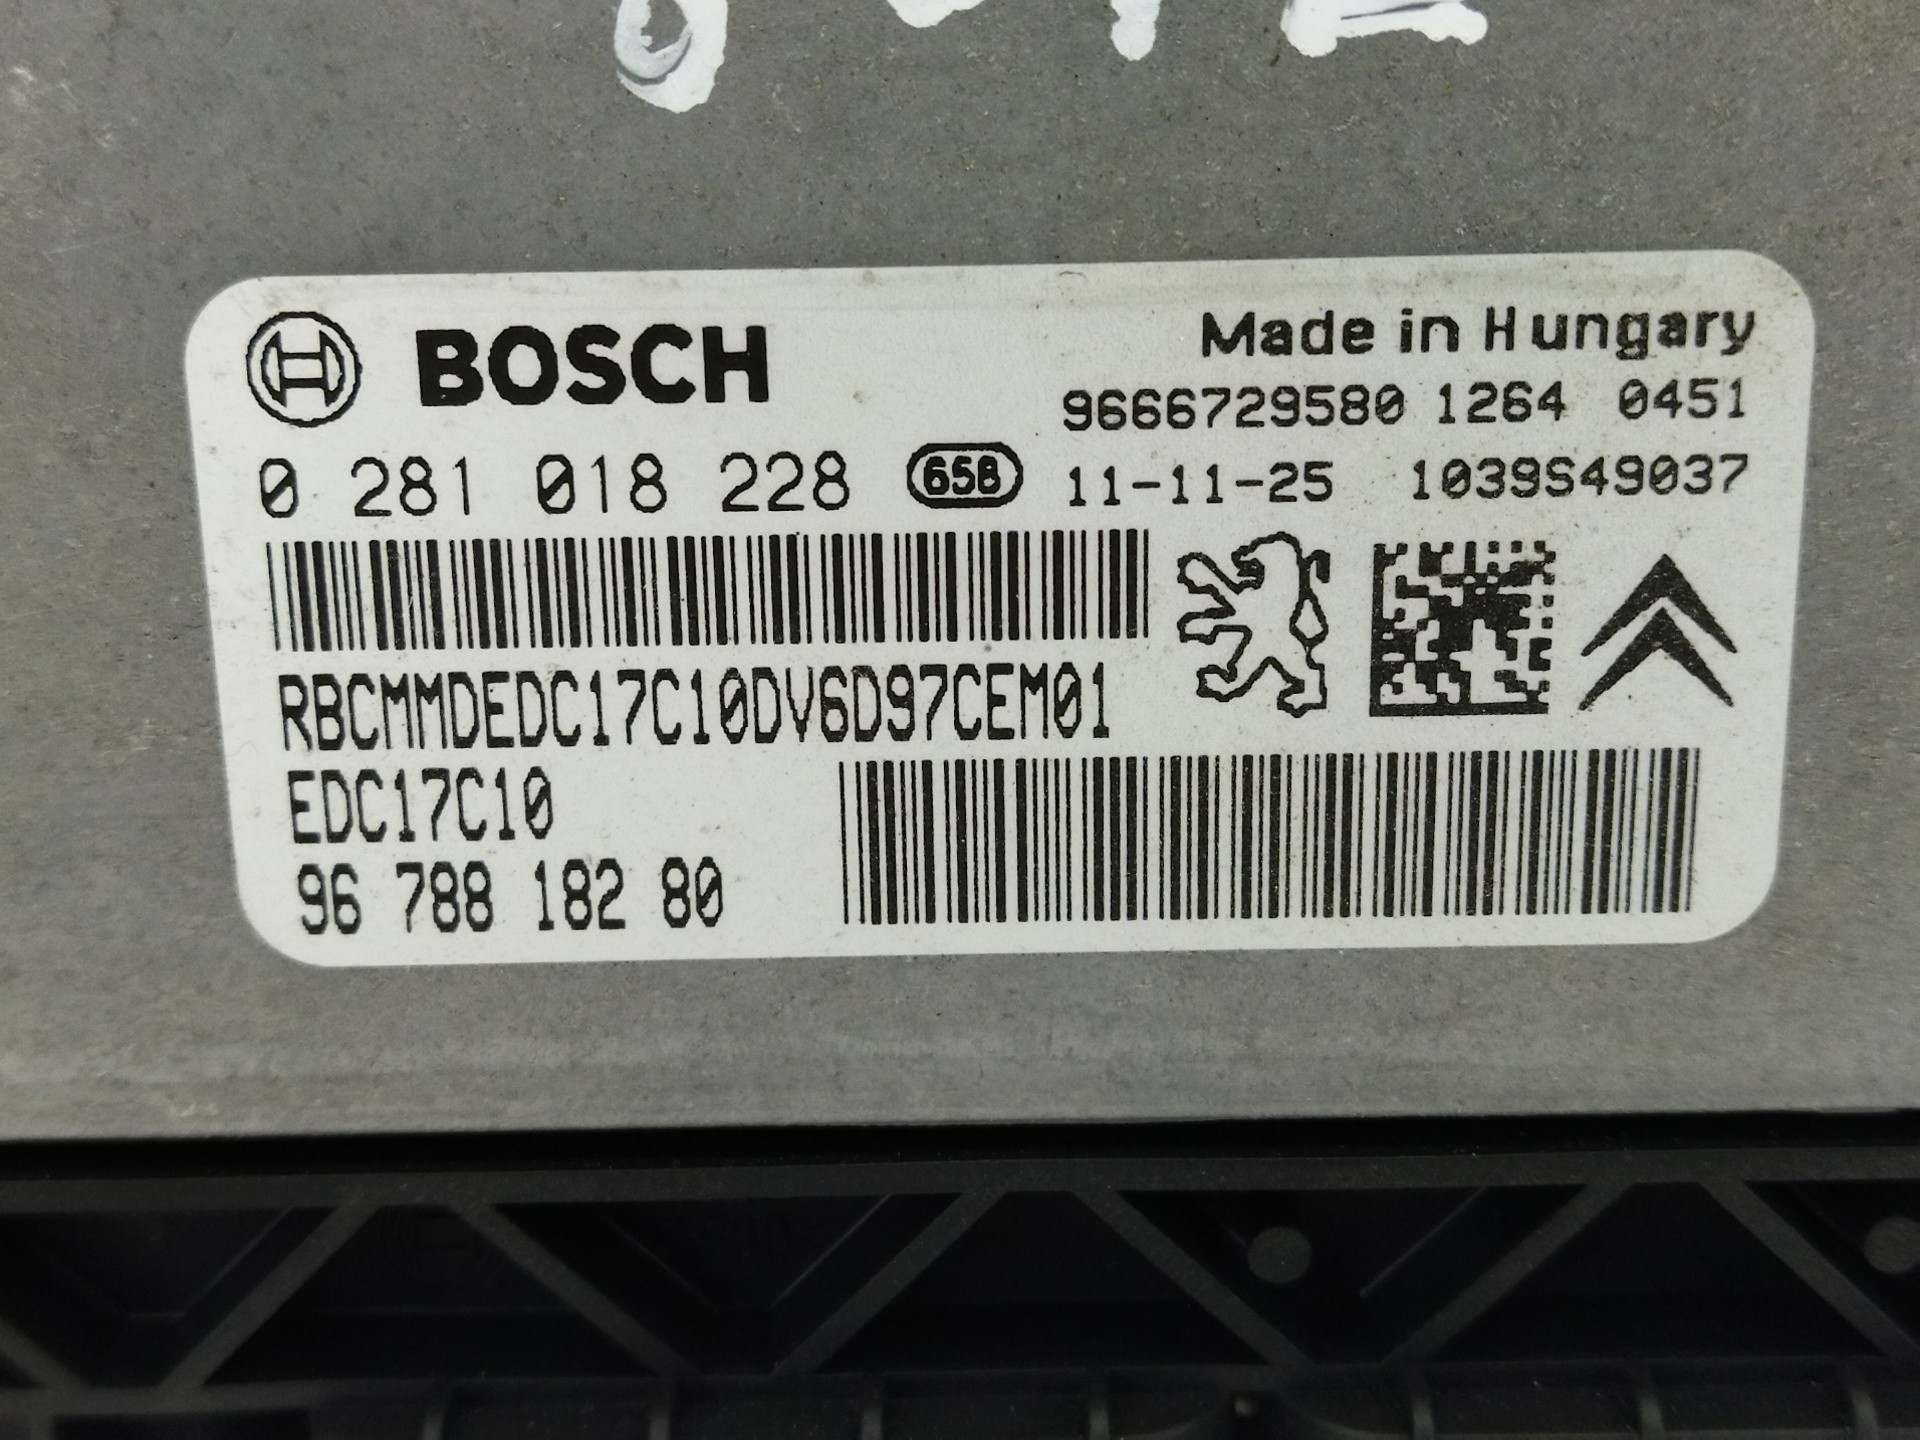 BOSCH
Made in Hungary
9666729580 1264 0451
0 281 018 228 658 11-11-25 1039S49037
RBCMMDEDC17C10DV6D97CEM01
EDC17C10
96 788 182 80